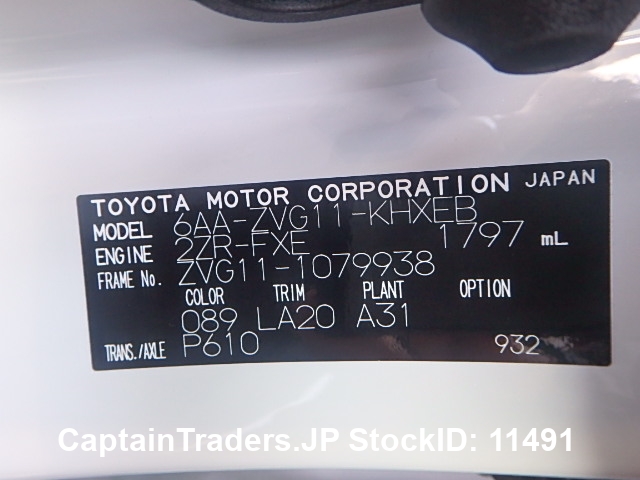 TOYOTA MOTOR CORPORATION JAPAN
MODEL 6AA-ZVG11-KHXEB
ENGINE 2ZR-FXE 1797 mL
FRAME No. ZVG11-1079938
COLOR TRIM PLANT OPTION
089 LA20 A31
TRANS./AXLE P610 932
CaptainTraders.JP StockID: 11491